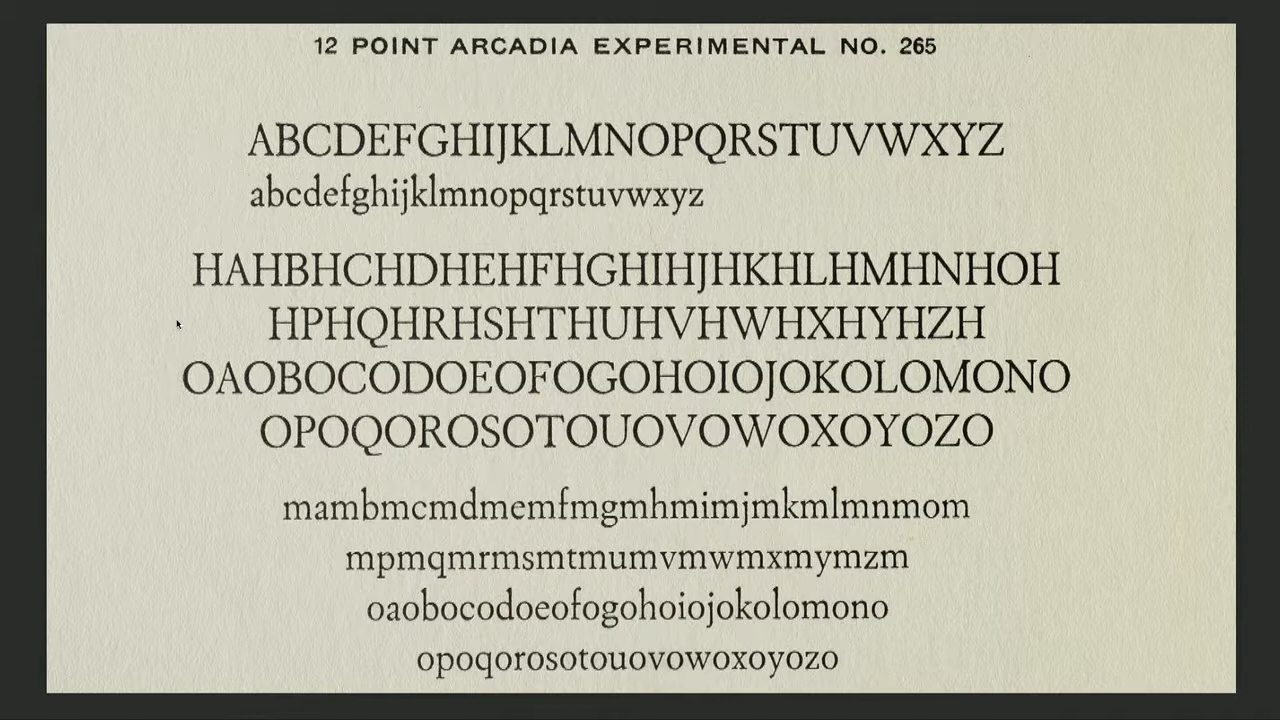 12 POINT ARCADIA EXPERIMENTAL NO. 265
ABCDEFGHIJKLMNOPQRSTUVWXYZ
abcdefghijklmnopqrstuvwxyz
HAHBHCHDHEHFHGHIHJHKHLHMHNHOH
HPHQHRHSHTHUHVHWHXHYHZH
OAOBOCODOEOFOGOHOIOJOKOLOMONO
OPOQOROSOTOUOVOWOXOYOZO
mambmcmdmemfmgmhmimjmkmlmnmom
mpmqmrmsmtmumvmwmxmymzm
oaobocodoeofogohoiojokolomono
opoqorosotouovowoxoyozo